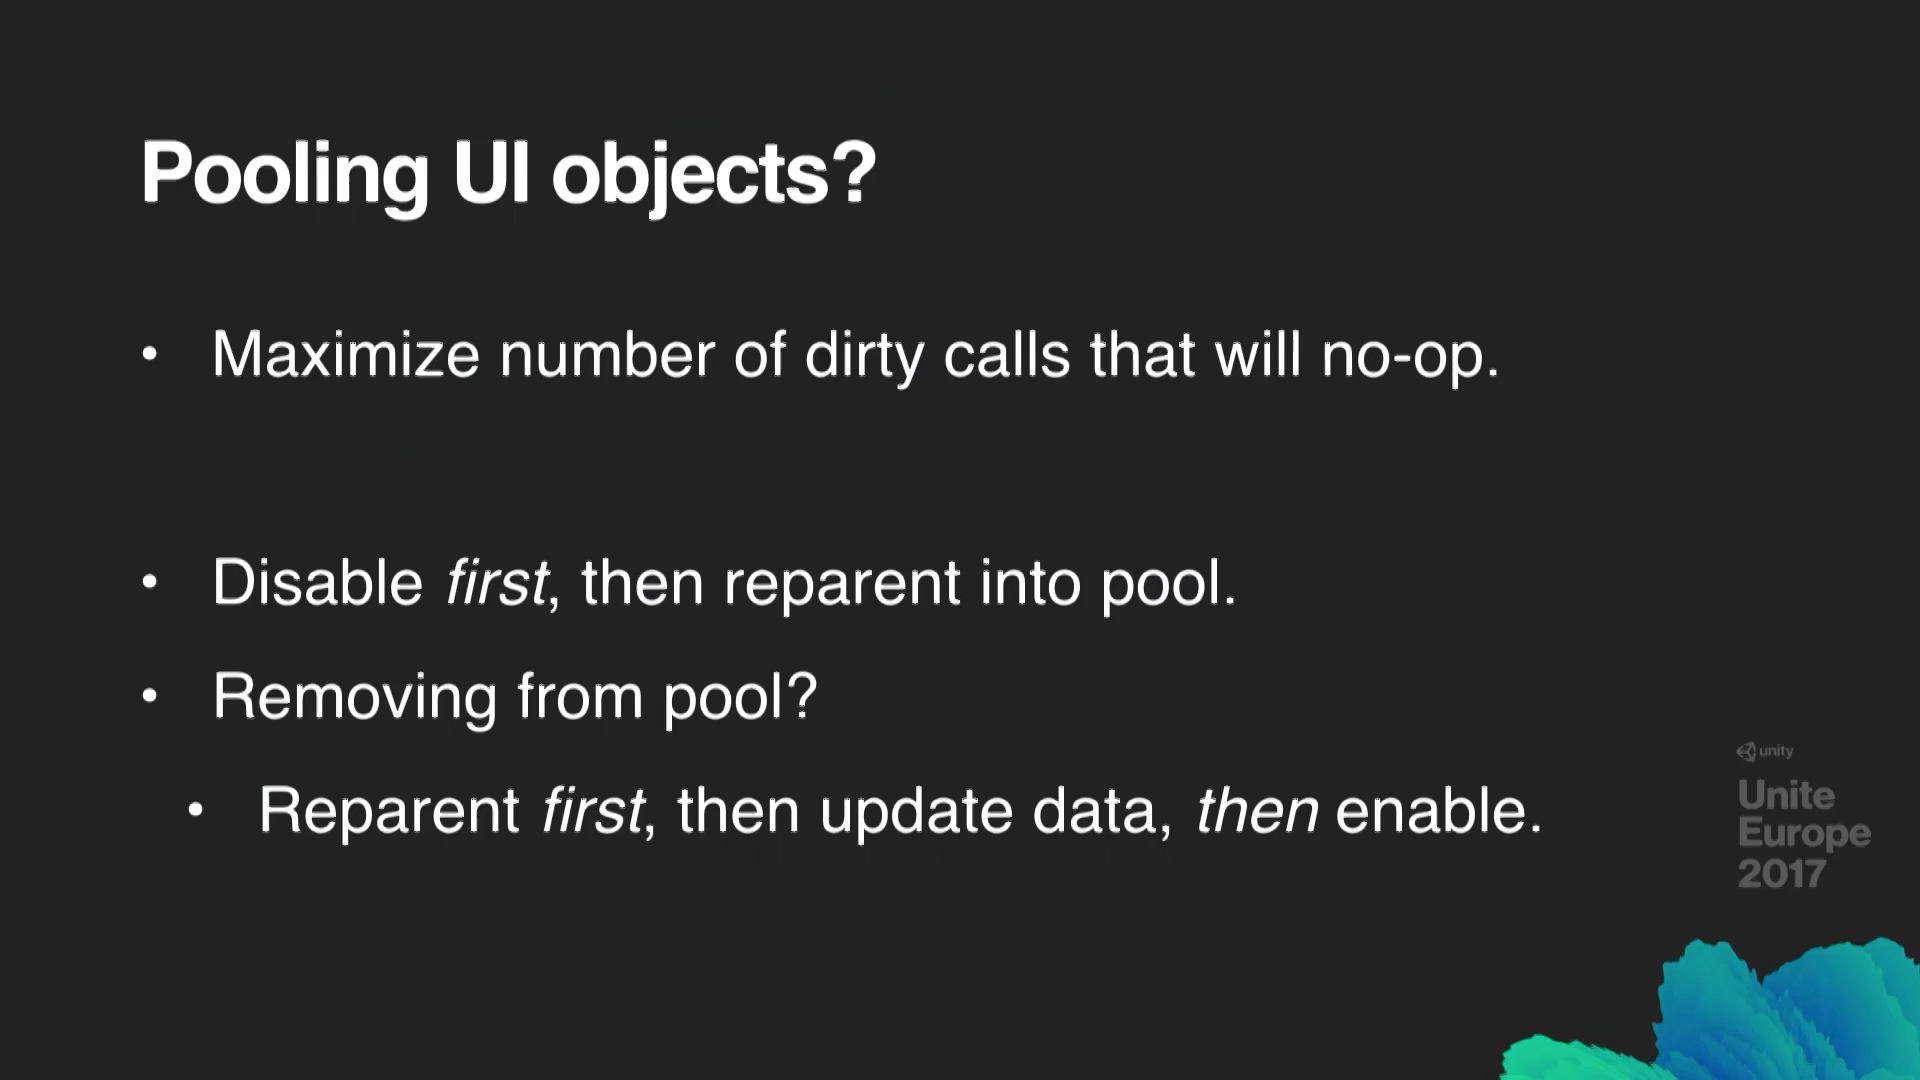 Pooling UI objects?
• Maximize number of dirty calls that will no-op.
• Disable first, then reparent into pool.
• Removing from pool?
• Reparent first, then update data, then enable.
unity
Unite
Europe
2017